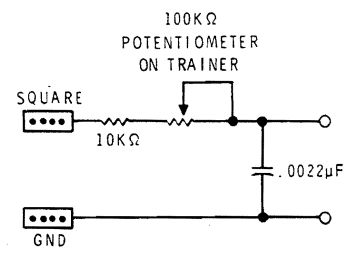 100KΩ
POTENTIOMETER
ON TRAINER
SQUARE
10KΩ
.0022µF
GND